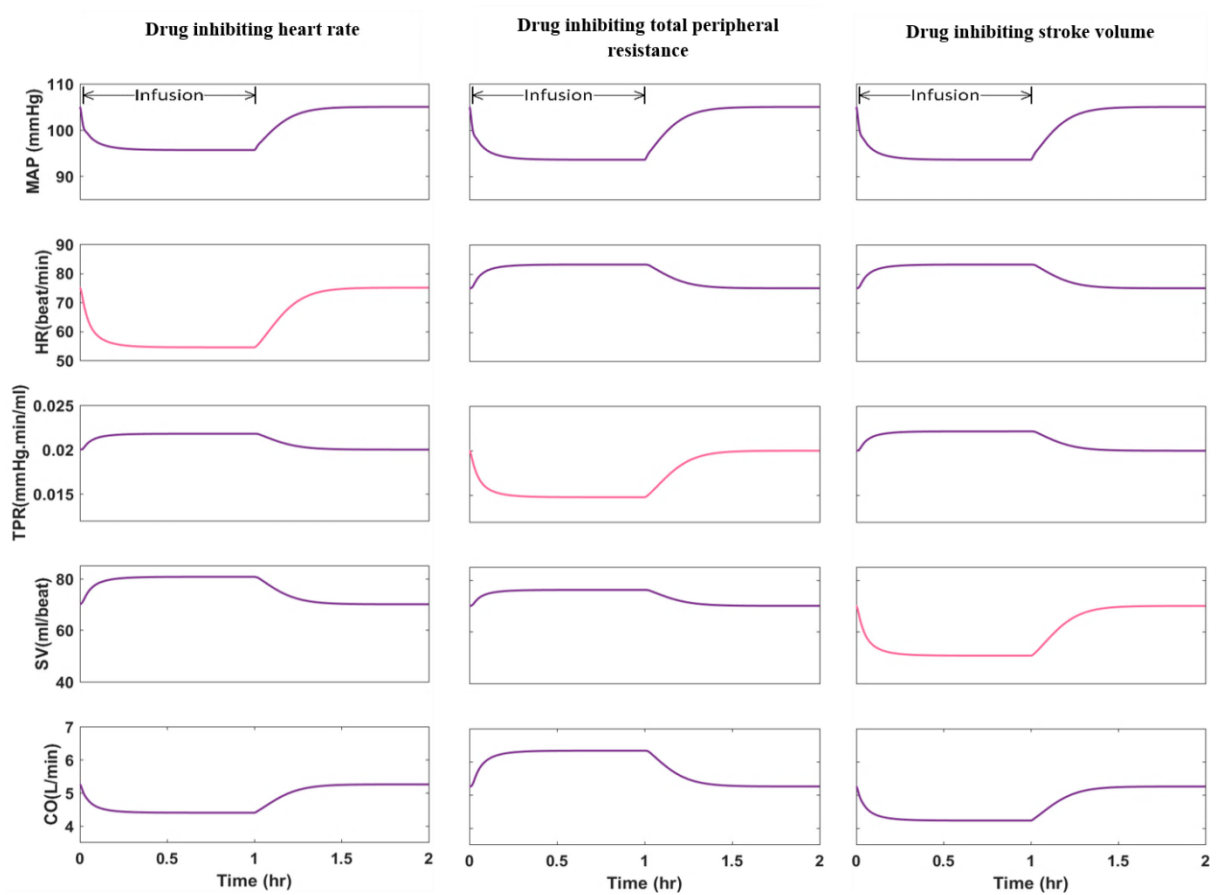 Drug inhibiting heart rate
Drug inhibiting total peripheral
resistance
Drug inhibiting stroke volume
MAP (mmHg)
110
100
90
Infusion
Infusion
Infusion
HR(beat/min)
90
80
70
60
50
TPR(mmHg.min/ml)
0.025
0.02
0.015
SV(ml/beat)
80
60
40
CO(L/min)
7
6
5
4
0 0.5 1 1.5 2
0 0.5 1 1.5 2
0 0.5 1 1.5 2
Time (hr)
Time (hr)
Time (hr)